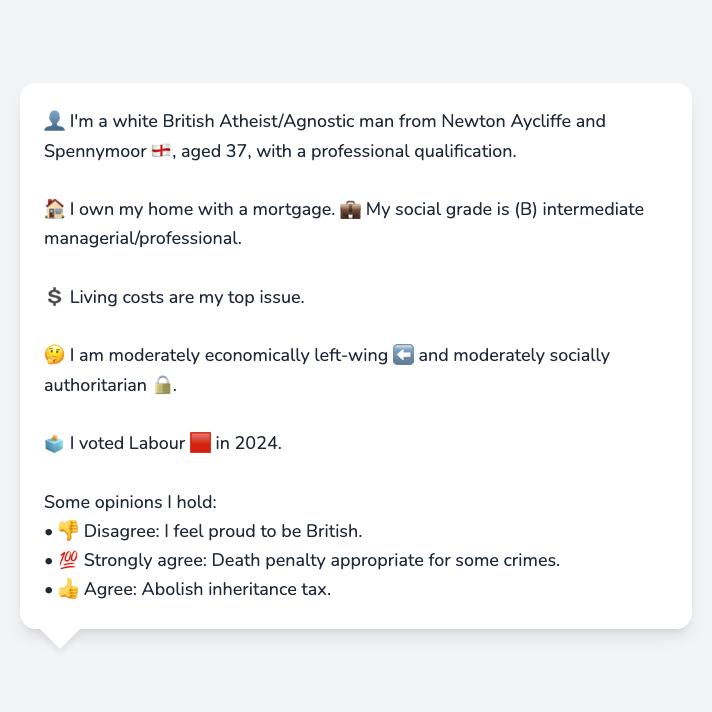 👤 I'm a white British Atheist/Agnostic man from Newton Aycliffe and
Spennymoor 🏴󠁧󠁢󠁥󠁮󠁧󠁿, aged 37, with a professional qualification.
🏠 I own my home with a mortgage. 💼 My social grade is (B) intermediate
managerial/professional.
💲 Living costs are my top issue.
🤔 I am moderately economically left-wing ⬅️ and moderately socially
authoritarian 🔒.
🗳️ I voted Labour 🟥 in 2024.
Some opinions I hold:
• 👎 Disagree: I feel proud to be British.
• 💯 Strongly agree: Death penalty appropriate for some crimes.
• 👍 Agree: Abolish inheritance tax.